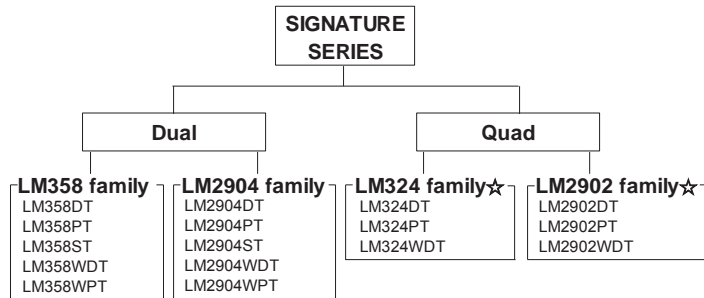 SIGNATURE
SERIES
Dual
Quad
LM358 family
LM358DT
LM358PT
LM358ST
LM358WDT
LM358WPT
LM2904 family
LM2904DT
LM2904PT
LM2904ST
LM2904WDT
LM2904WPT
LM324 family☆
LM324DT
LM324PT
LM324WDT
LM2902 family☆
LM2902DT
LM2902PT
LM2902WDT